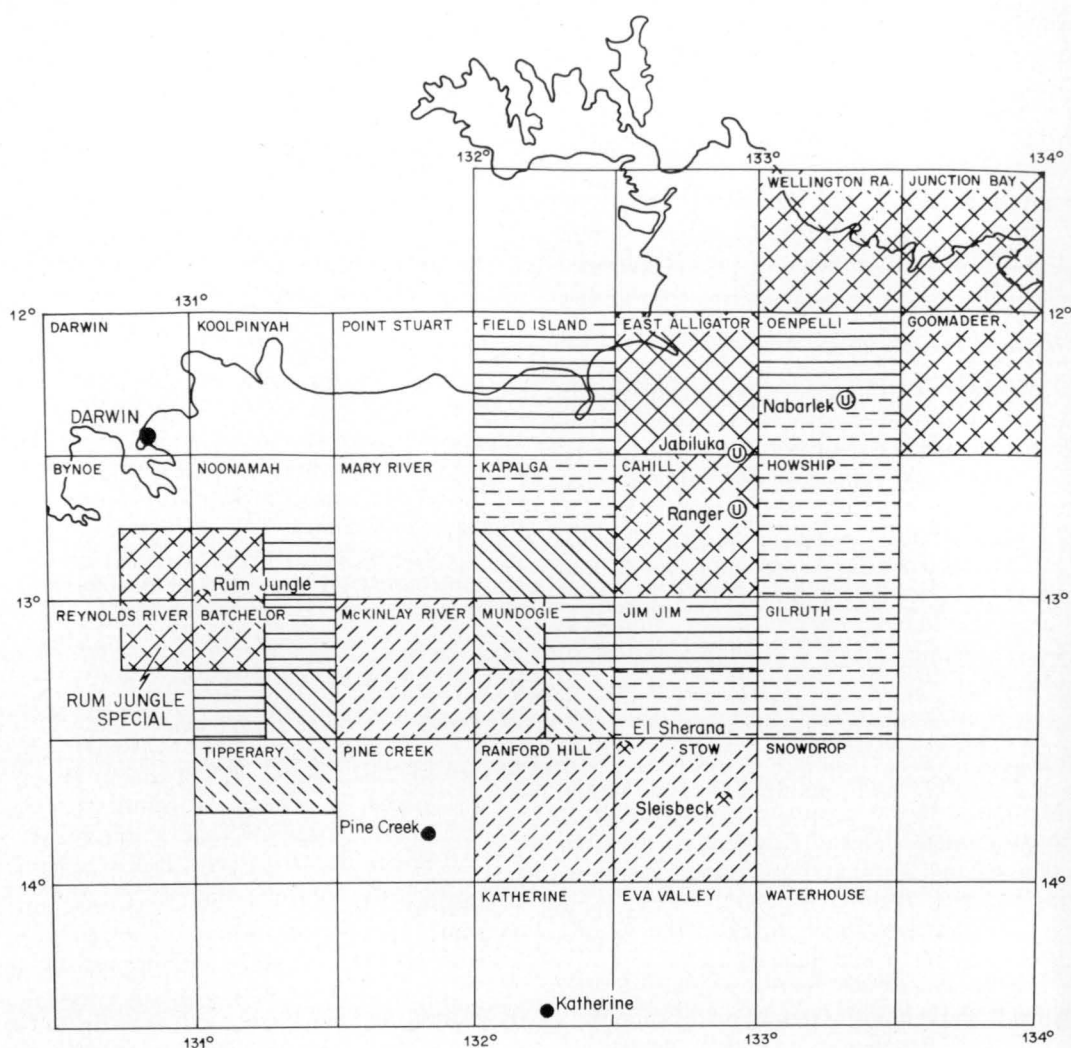 132°
133°
134°
WELLINGTON RA.
JUNCTION BAY
131°
12°
12°
12°
DARWIN
KOOLPINYAH
POINT STUART
FIELD ISLAND
EAST ALLIGATOR
OENPELLI
GOOMADEER
Nabarlek U
DARWIN
Jabiluka U
BYNOE
NOONAMAH
MARY RIVER
KAPALGA
CAHILL
HOWSHIP
Ranger U
Rum Jungle
13°
13°
REYNOLDS RIVER
BATCHELOR
McKINLAY RIVER
MUNDOGIE
JIM JIM
GILRUTH
RUM JUNGLE
SPECIAL
El Sherana
TIPPERARY
PINE CREEK
RANFORD HILL
STOW
SNOWDROP
Sleisbeck
Pine Creek
14°
14°
KATHERINE
EVA VALLEY
WATERHOUSE
Katherine
131°
132°
133°
134°